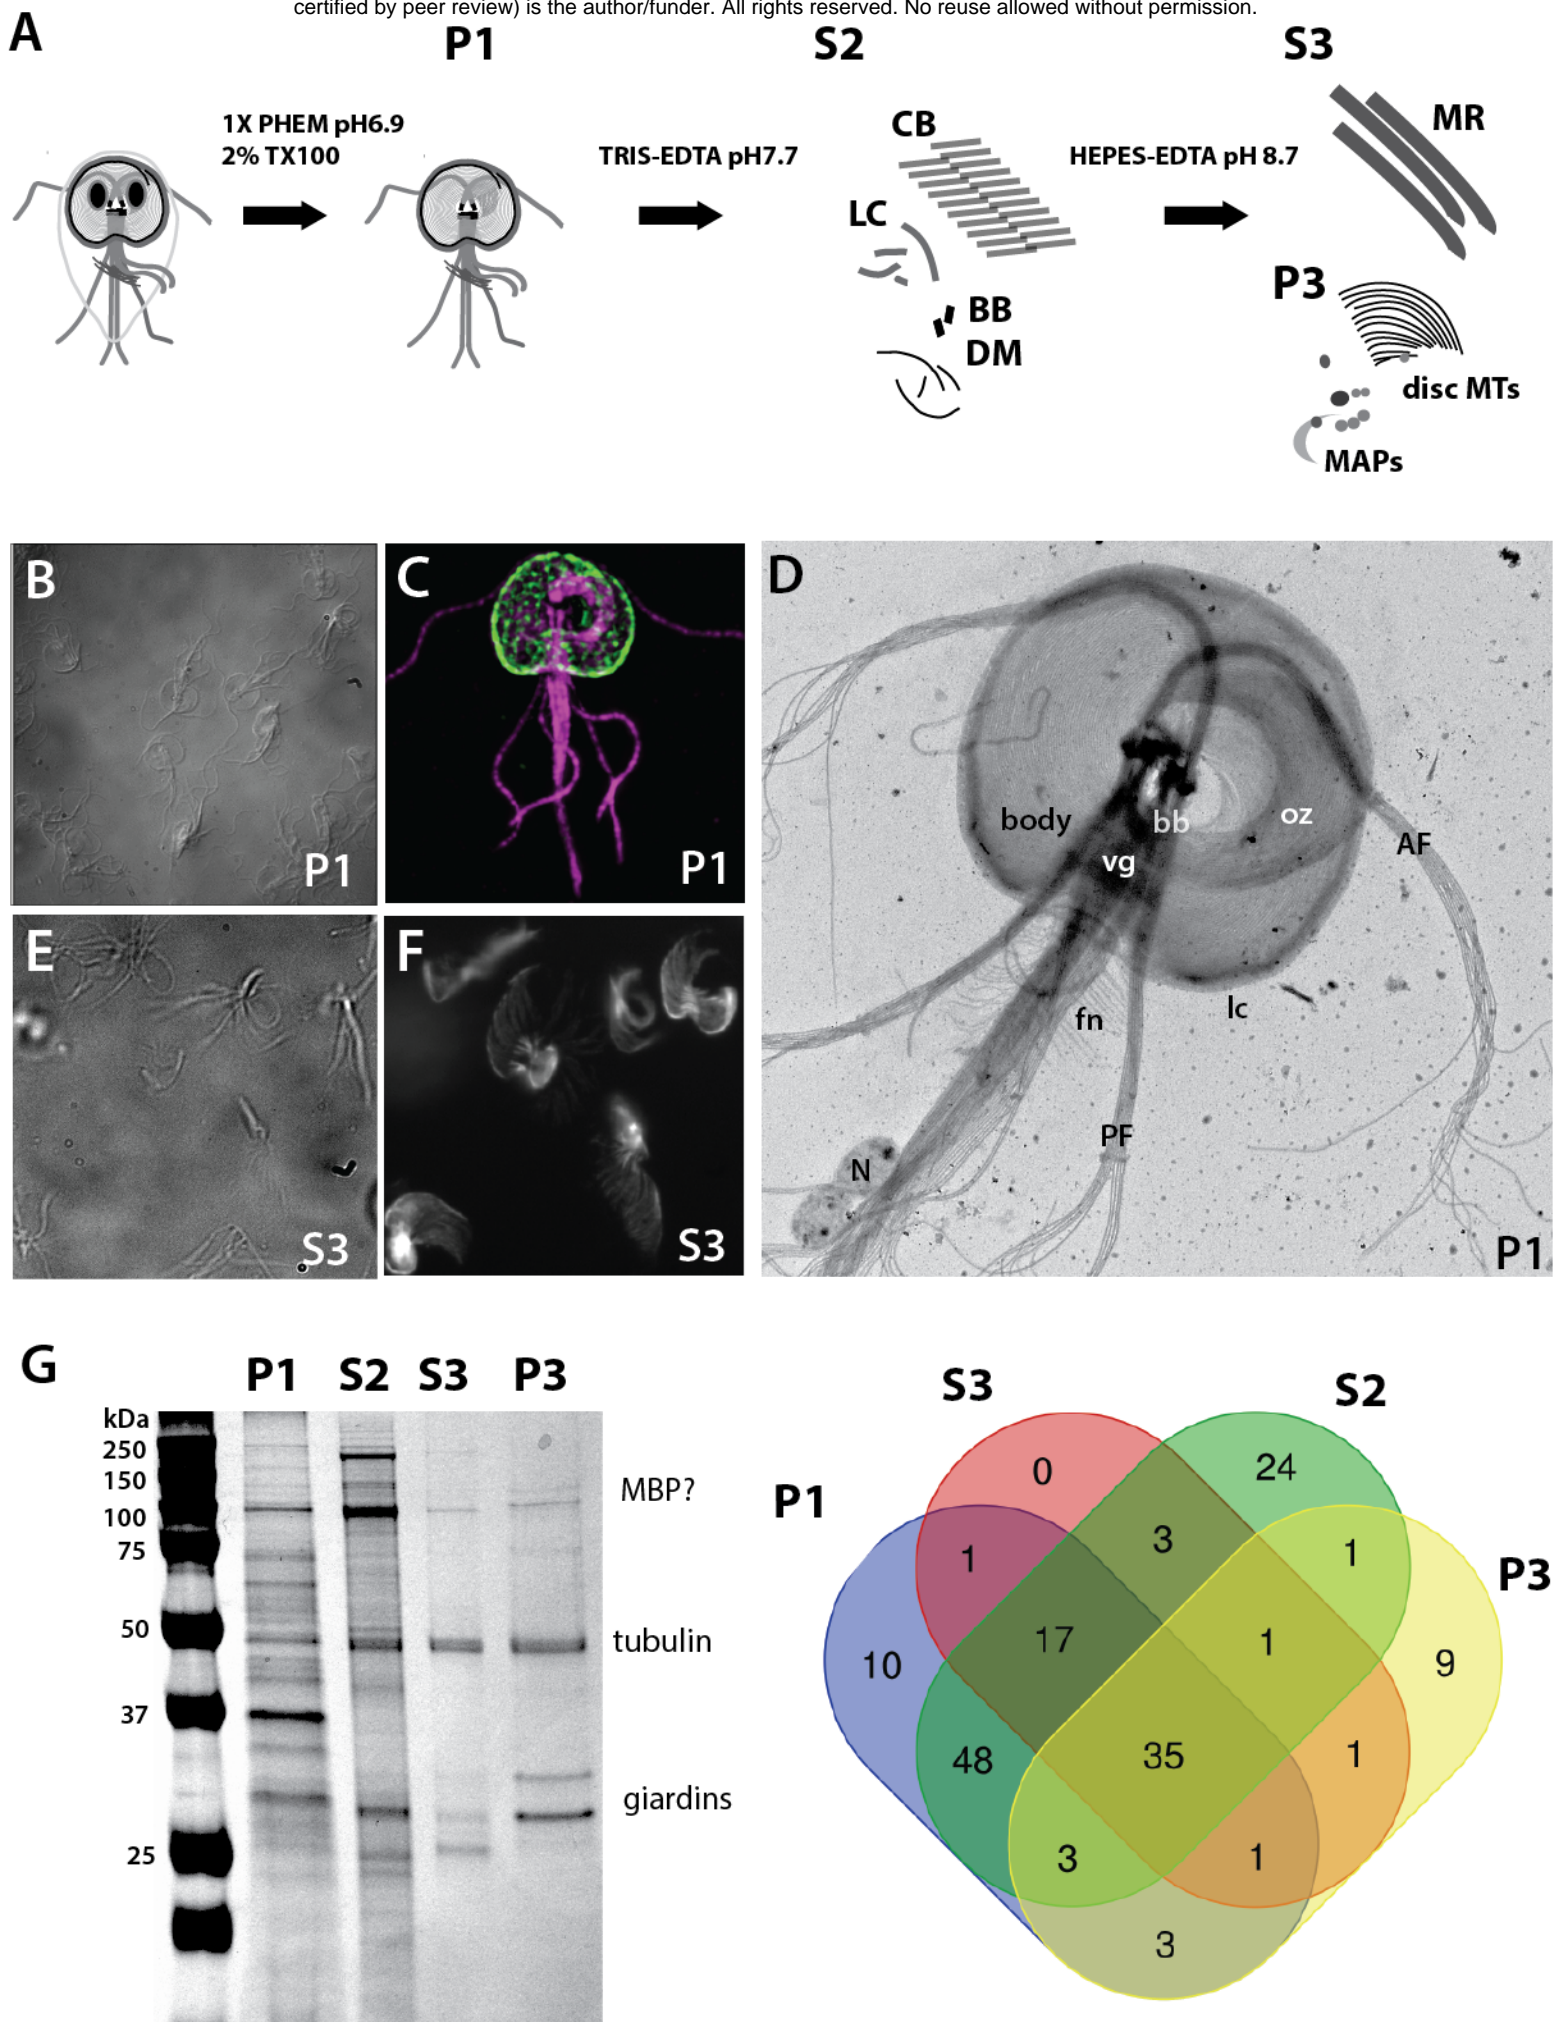 certified by peer review) is the author/funder. All rights reserved. No reuse allowed without permission.
A
P1
S2
S3
1X PHEM pH6.9
2% TX100
TRIS-EDTA pH7.7
HEPES-EDTA pH 8.7
CB
LC
BB
DM
MR
P3
disc MTs
MAPs
B
P1
C
P1
D
body
bb
oz
vg
AF
fn
lc
PF
N
P1
E
S3
F
S3
G
P1 S2 S3 P3
kDa
250
150
100
75
50
37
25
MBP?
tubulin
giardins
S3
S2
P1
P3
0
24
1
3
1
10
17
1
9
48
35
1
3
1
3